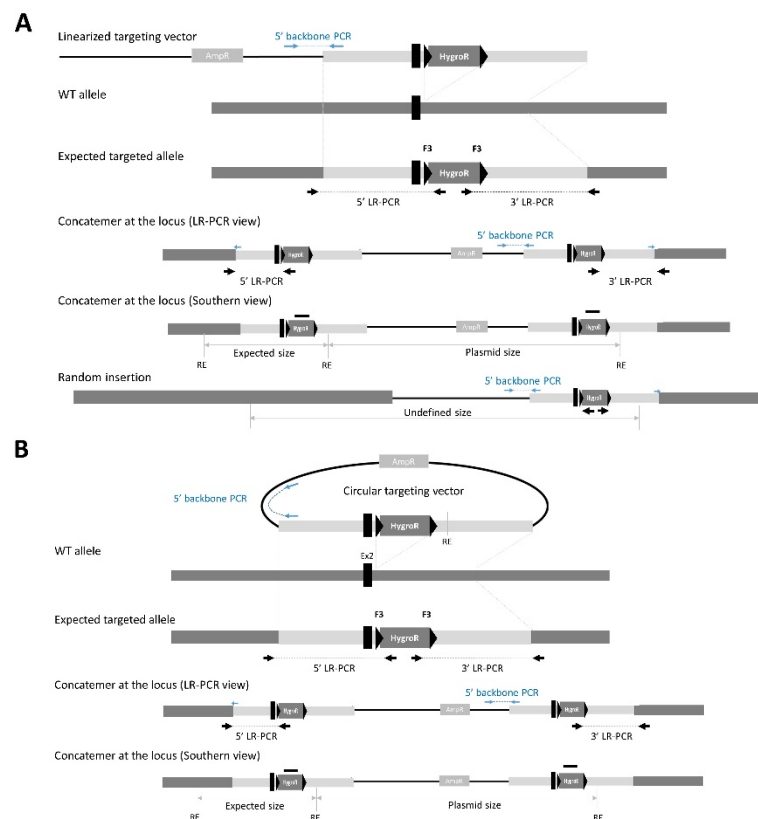 A
Linearized targeting vector
5' backbone PCR
AmpR
HygroR
WT allele
Expected targeted allele
F3 F3
HygroR
5' LR-PCR 3' LR-PCR
Concatemer at the locus (LR-PCR view)
5' backbone PCR
HygroR AmpR HygroR
5' LR-PCR 3' LR-PCR
Concatemer at the locus (Southern view)
HygroR AmpR HygroR
Expected size Plasmid size
RE RE RE
Random insertion
5' backbone PCR
HygroR
Undefined size
B
AmpR
5' backbone PCR
Circular targeting vector
HygroR
RE
WT allele
Ex2
Expected targeted allele
F3 F3
HygroR
5' LR-PCR 3' LR-PCR
Concatemer at the locus (LR-PCR view)
5' backbone PCR
HygroR AmpR HygroR
5' LR-PCR 3' LR-PCR
Concatemer at the locus (Southern view)
HygroR AmpR HygroR
Expected size Plasmid size
RE RE RE